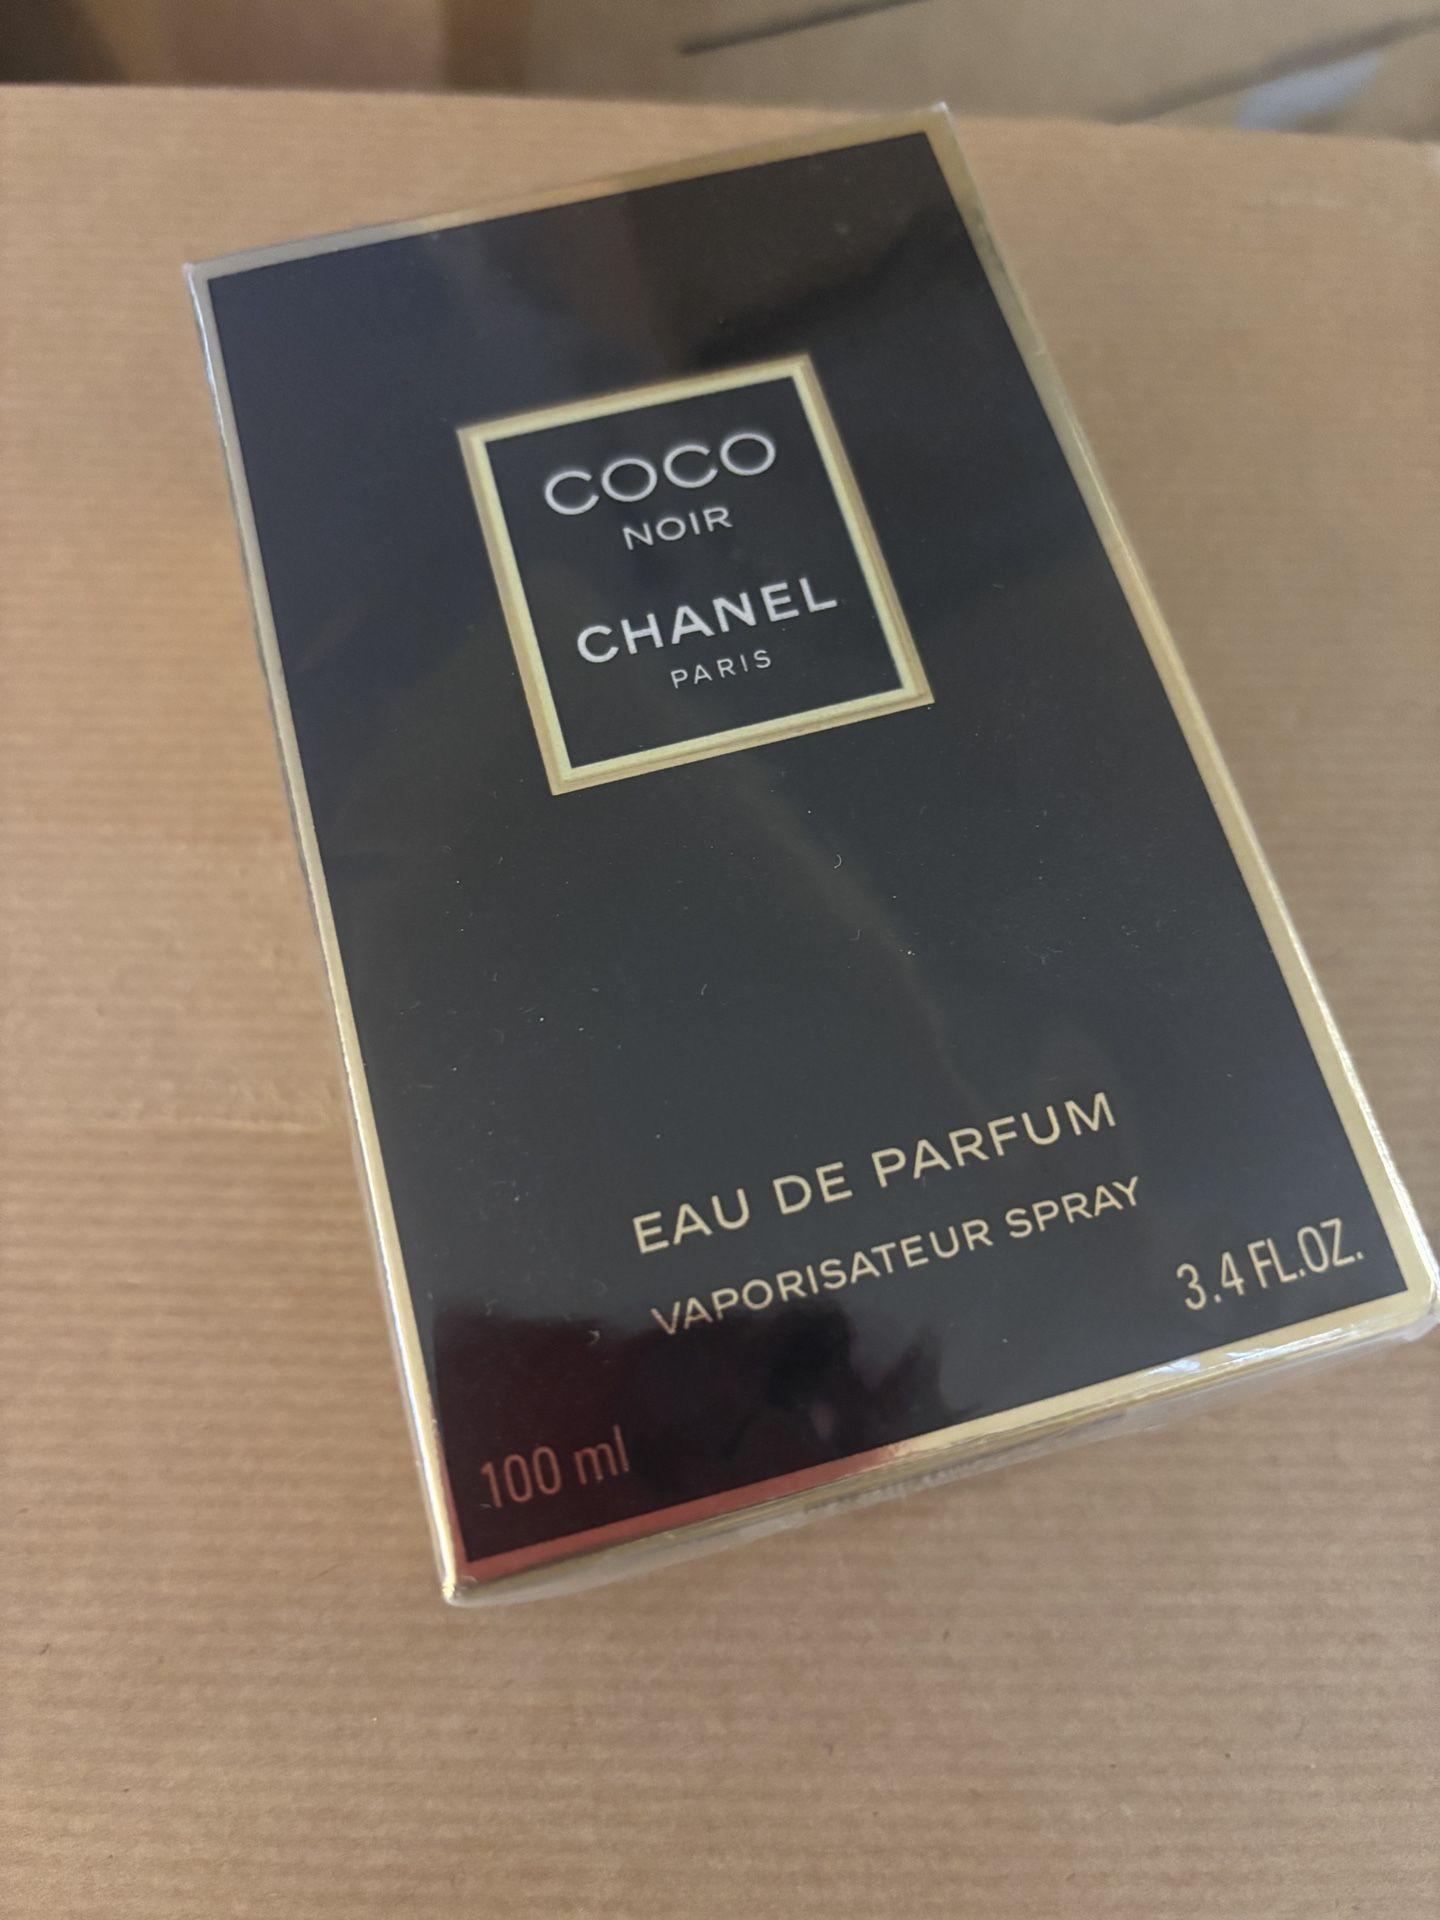 COCO
NOIR
CHANEL
PARIS
EAU DE PARFUM
VAPORISATEUR SPRAY
100 ml
3.4 FL.OZ.